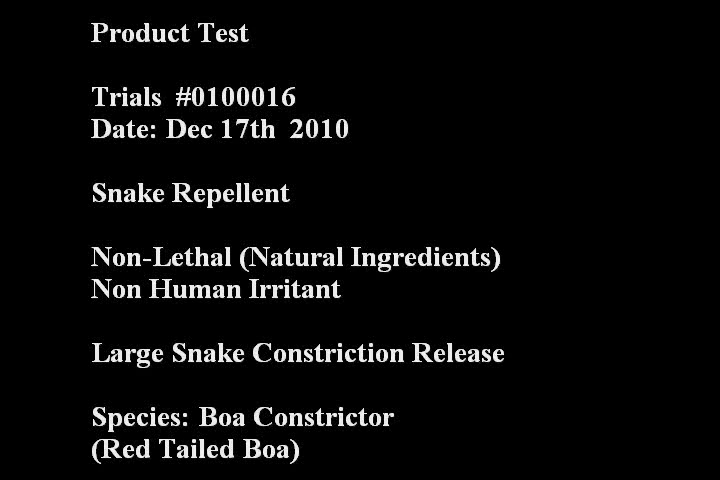 Product Test
Trials #0100016
Date: Dec 17th 2010
Snake Repellent
Non-Lethal (Natural Ingredients)
Non Human Irritant
Large Snake Constriction Release
Species: Boa Constrictor
(Red Tailed Boa)